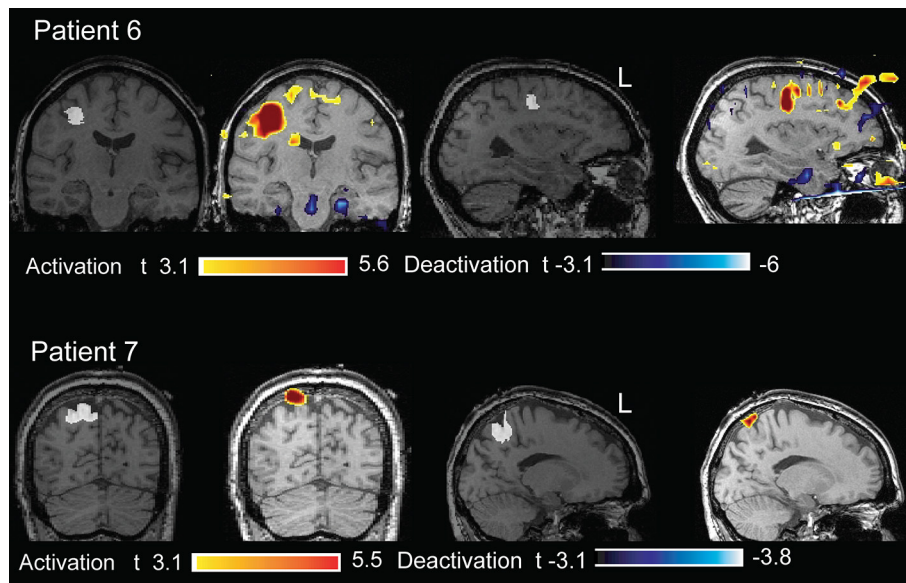 Patient 6
L
Activation t 3.1 5.6 Deactivation t -3.1 -6
Patient 7
L
Activation t 3.1 5.5 Deactivation t -3.1 -3.8